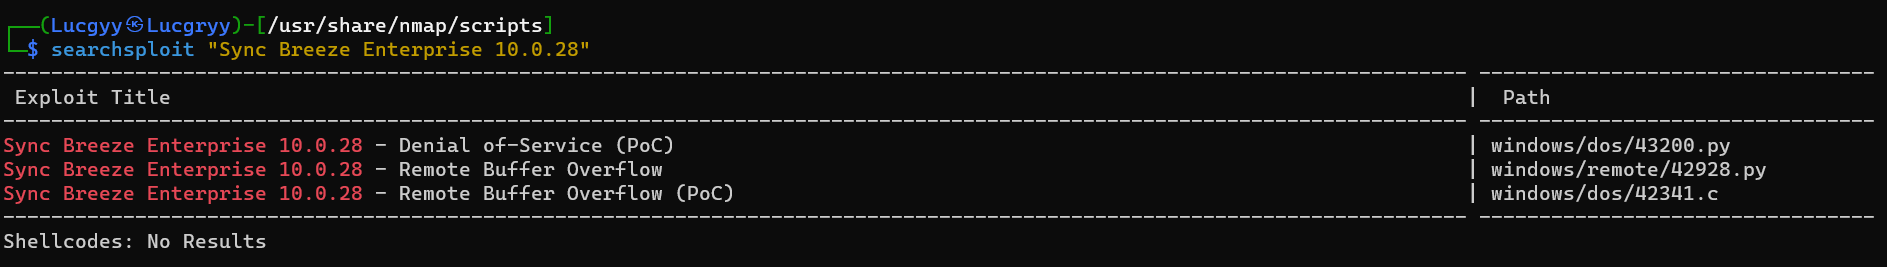 ┌──(Lucgyy㉿Lucgryy)-[/usr/share/nmap/scripts]
└─$ searchsploit "Sync Breeze Enterprise 10.0.28"
Exploit Title | Path
Sync Breeze Enterprise 10.0.28 - Denial of-Service (PoC) | windows/dos/43200.py
Sync Breeze Enterprise 10.0.28 - Remote Buffer Overflow | windows/remote/42928.py
Sync Breeze Enterprise 10.0.28 - Remote Buffer Overflow (PoC) | windows/dos/42341.c
Shellcodes: No Results